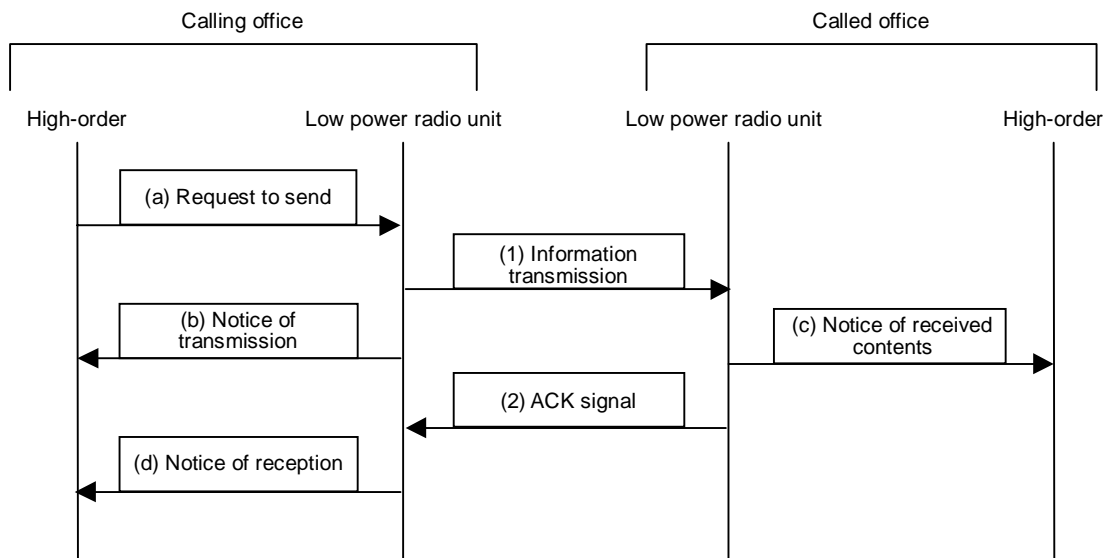 Calling office
Called office
High-order
Low power radio unit
Low power radio unit
High-order
(a) Request to send
(1) Information
transmission
(b) Notice of
transmission
(c) Notice of received
contents
(2) ACK signal
(d) Notice of reception